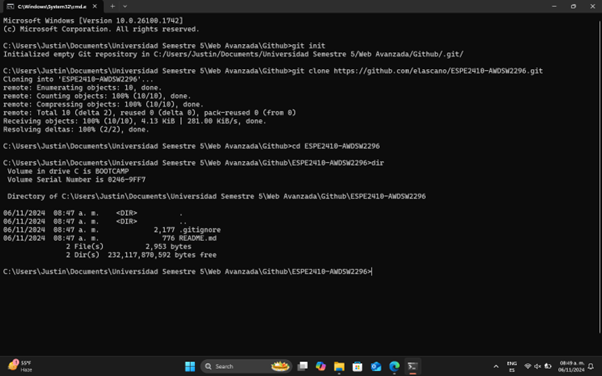 C:\Windows\System32\cmd.e
Microsoft Windows [Version 10.0.26100.1742]
(c) Microsoft Corporation. All rights reserved.
C:\Users\Justin\Documents\Universidad Semestre 5\Web Avanzada\Github>git init
Initialized empty Git repository in C:/Users/Justin/Documents/Universidad Semestre 5/Web Avanzada/Github/.git/
C:\Users\Justin\Documents\Universidad Semestre 5\Web Avanzada\Github>git clone https://github.com/elascano/ESPE2410-AWDSW2296.git
Cloning into 'ESPE2410-AWDSW2296'...
remote: Enumerating objects: 10, done.
remote: Counting objects: 100% (10/10), done.
remote: Compressing objects: 100% (10/10), done.
remote: Total 10 (delta 2), reused 0 (delta 0), pack-reused 0 (from 0)
Receiving objects: 100% (10/10), 4.13 KiB | 281.00 KiB/s, done.
Resolving deltas: 100% (2/2), done.
C:\Users\Justin\Documents\Universidad Semestre 5\Web Avanzada\Github>cd ESPE2410-AWDSW2296
C:\Users\Justin\Documents\Universidad Semestre 5\Web Avanzada\Github\ESPE2410-AWDSW2296>dir
Volume in drive C is BOOTCAMP
Volume Serial Number is 0246-9FF7
Directory of C:\Users\Justin\Documents\Universidad Semestre 5\Web Avanzada\Github\ESPE2410-AWDSW2296
06/11/2024 08:47 a. m. <DIR> .
06/11/2024 08:47 a. m. <DIR> ..
06/11/2024 08:47 a. m. 2,177 .gitignore
06/11/2024 08:47 a. m. 776 README.md
2 File(s) 2,953 bytes
2 Dir(s) 232,117,870,592 bytes free
C:\Users\Justin\Documents\Universidad Semestre 5\Web Avanzada\Github\ESPE2410-AWDSW2296>
55°F
Haze
Search
ENG
ES
08:49 a. m.
06/11/2024